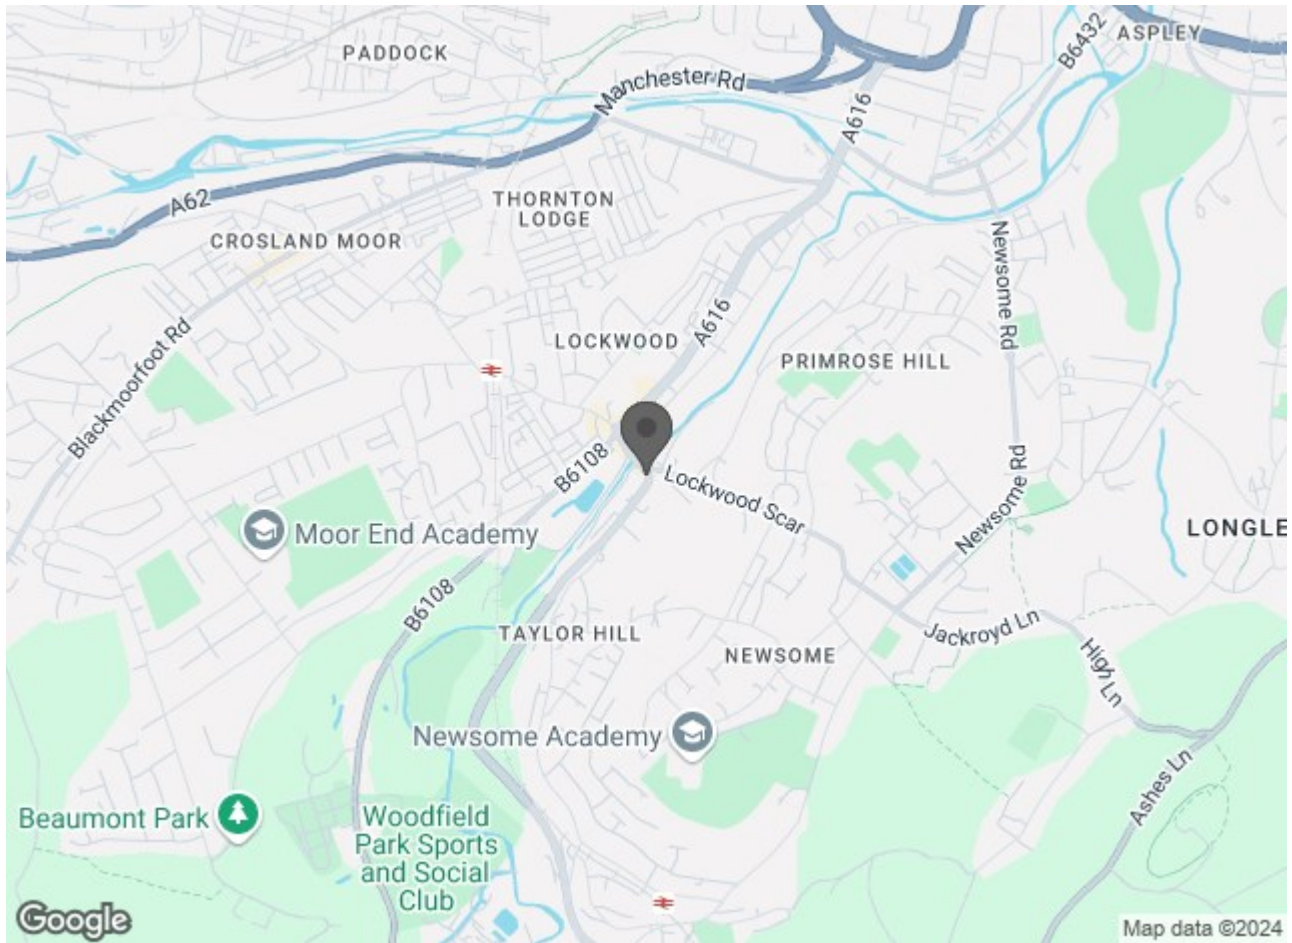 ASPLEY
B6432
PADDOCK
Manchester Rd
A616
A62
THORNTON
LODGE
CROSLAND MOOR
Newsome Rd
A616
LOCKWOOD
PRIMROSE HILL
Blackmoorfoot Rd
B6108
Lockwood Scar
Newsome Rd
Moor End Academy
LONGLE
B6108
TAYLOR HILL
Jackroyd Ln
NEWSOME
High Ln
Newsome Academy
Ashes Ln
Beaumont Park
Woodfield
Park Sports
and Social
Club
Google
Map data ©2024